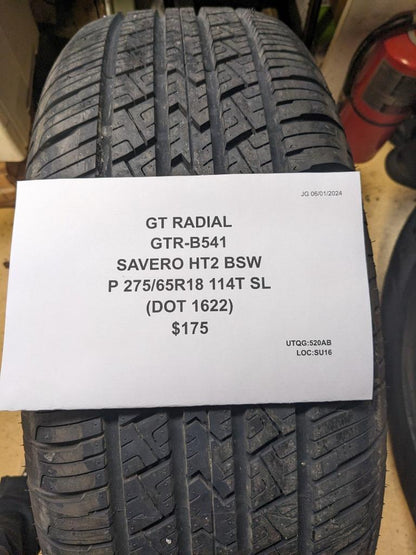 JG 06/01/2024
GT RADIAL
GTR-B541
SAVERO HT2 BSW
P 275/65R18 114T SL
(DOT 1622)
$175
UTQG:520AB
LOC:SU16